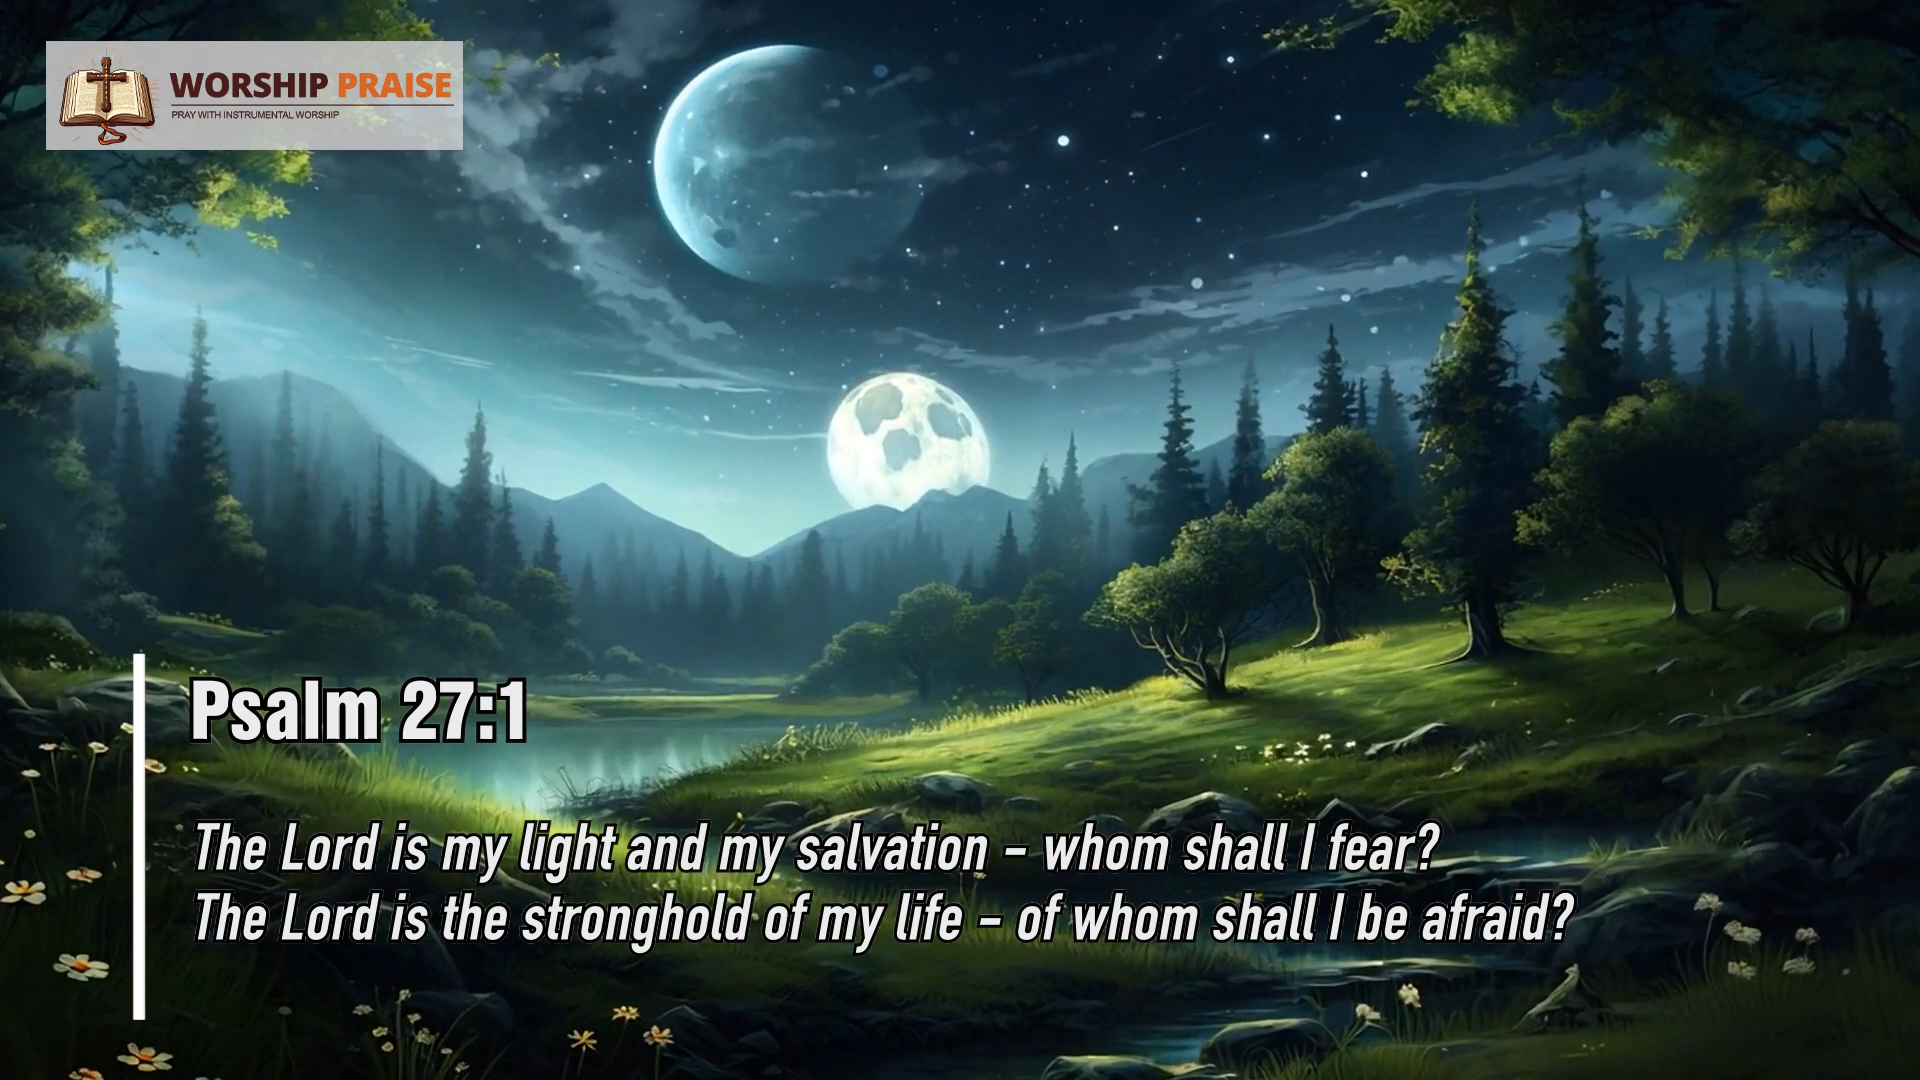 WORSHIP PRAISE
PRAY WITH INSTRUMENTAL WORSHIP
Psalm 27:1
The Lord is my light and my salvation – whom shall I fear?
The Lord is the stronghold of my life – of whom shall I be afraid?